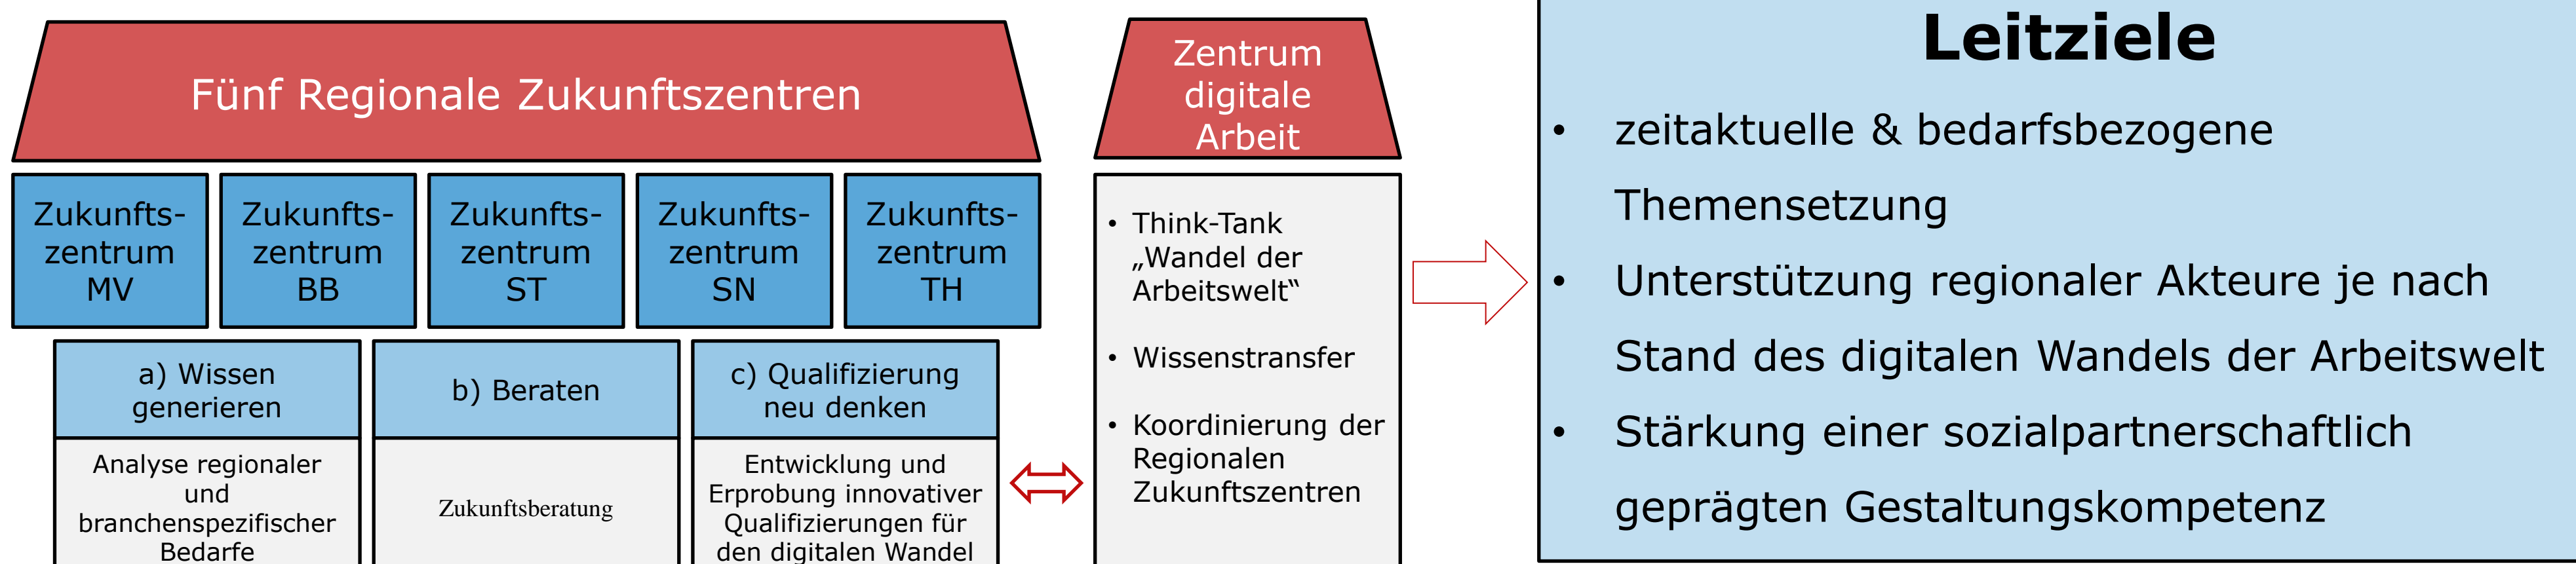 Fünf Regionale Zukunftszentren
Zukunfts-
zentrum
MV
Zukunfts-
zentrum
BB
Zukunfts-
zentrum
ST
Zukunfts-
zentrum
SN
Zukunfts-
zentrum
TH
a) Wissen
generieren
b) Beraten
c) Qualifizierung
neu denken
Analyse regionaler
und
branchenspezifischer
Bedarfe
Zukunftsberatung
Entwicklung und
Erprobung innovativer
Qualifizierungen für
den digitalen Wandel
Zentrum
digitale
Arbeit
• Think-Tank
„Wandel der
Arbeitswelt“
• Wissenstransfer
• Koordinierung der
Regionalen
Zukunftszentren
Leitziele
• zeitaktuelle & bedarfsbezogene
Themensetzung
• Unterstützung regionaler Akteure je nach
Stand des digitalen Wandels der Arbeitswelt
• Stärkung einer sozialpartnerschaftlich
geprägten Gestaltungskompetenz